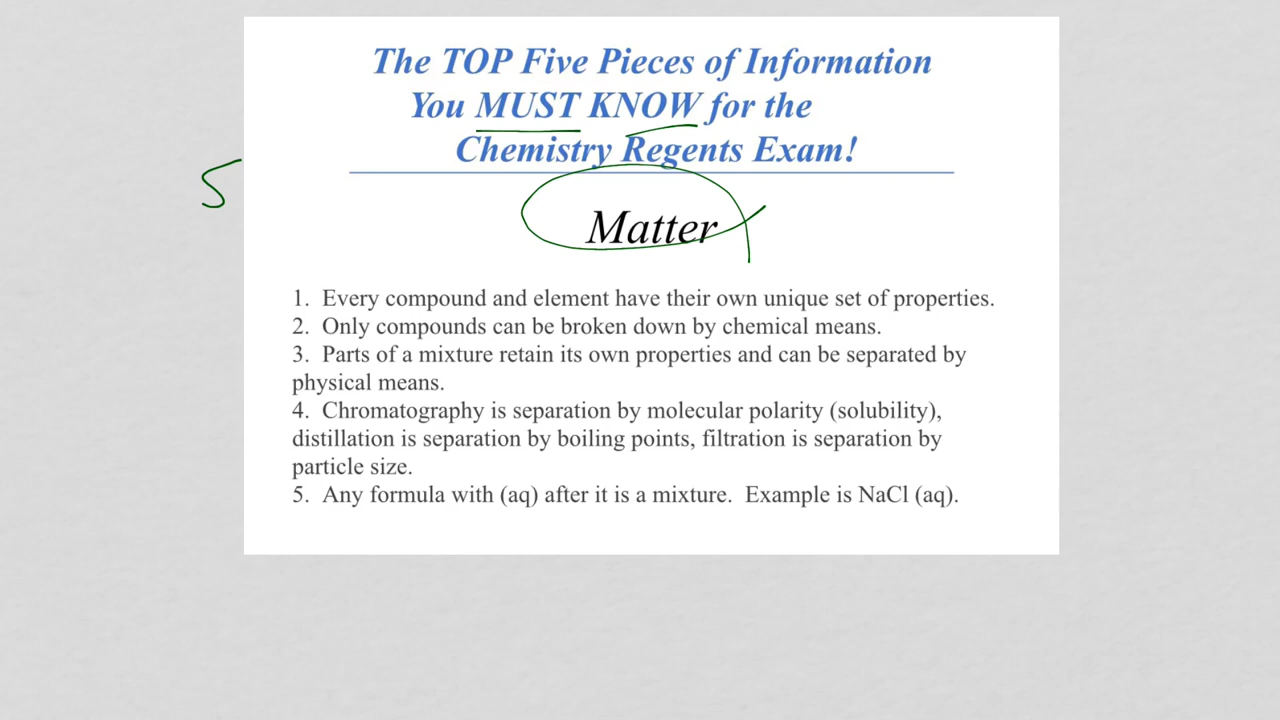 The TOP Five Pieces of Information
You MUST KNOW for the
Chemistry Regents Exam!
5
Matter
1.  Every compound and element have their own unique set of properties.
2.  Only compounds can be broken down by chemical means.
3.  Parts of a mixture retain its own properties and can be separated by
physical means.
4.  Chromatography is separation by molecular polarity (solubility),
distillation is separation by boiling points, filtration is separation by
particle size.
5.  Any formula with (aq) after it is a mixture.  Example is NaCl (aq).